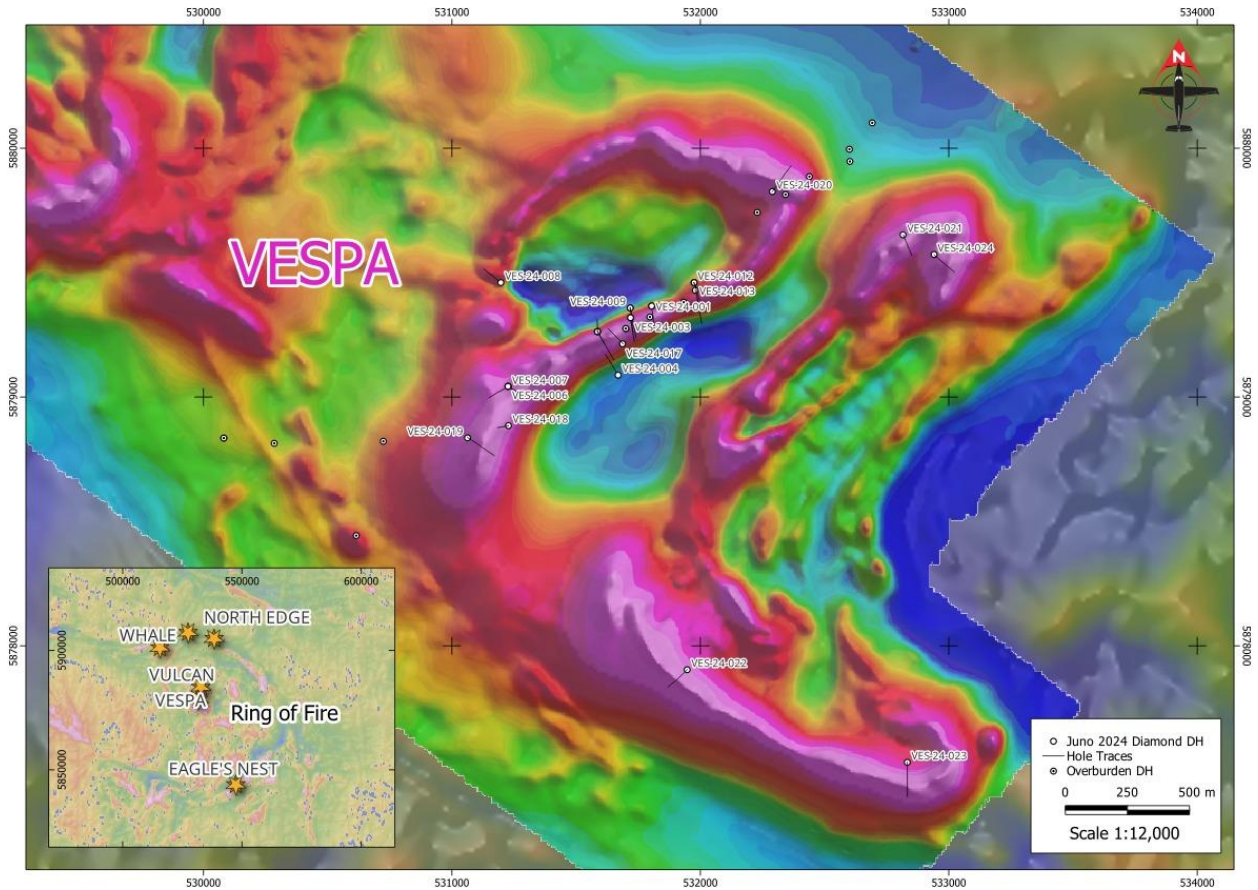 530000 531000 532000 533000 534000
N
5880000 5880000
VES-24-020
VES-24-021
VES-24-024
VESPA
VES-24-008
VES-24-012
VES-24-013
VES-24-009
VES-24-001
VES-24-003
VES-24-017
VES-24-004
5879000 5879000
VES-24-007
VES-24-006
VES-24-018
VES-24-019
500000 550000 600000
NORTH EDGE
WHALE
5900000
VULCAN
VESPA
Ring of Fire
EAGLE'S NEST
5850000
5878000 5878000
VES-24-022
VES-24-023
Juno 2024 Diamond DH
Hole Traces
Overburden DH
0 250 500 m
Scale 1:12,000
530000 531000 532000 533000 534000